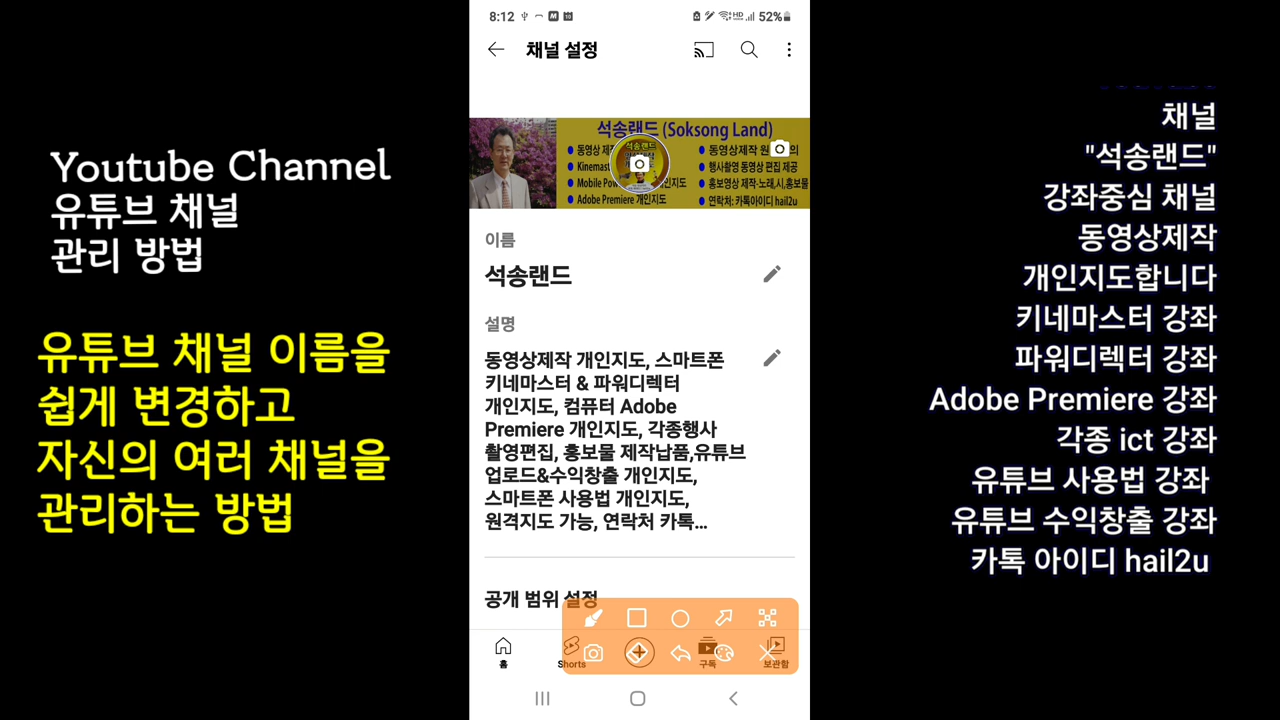 Youtube Channel
유튜브 채널
관리 방법
유튜브 채널 이름을
쉽게 변경하고
자신의 여러 채널을
관리하는 방법
8:12
52%
채널 설정
석송랜드 (Soksong Land)
동영상
Kinemast
Mobile Pow 개인지도
Adobe Premiere 개인지도
동영상제작 원
행사촬영 동영상 편집 제공
홍보영상 제작-노래,시,홍보물
연락처: 카톡아이디 hail2u
석송랜드
이름
석송랜드
설명
동영상제작 개인지도, 스마트폰
키네마스터 & 파워디렉터
개인지도, 컴퓨터 Adobe
Premiere 개인지도, 각종행사
촬영편집, 홍보물 제작납품,유튜브
업로드&수익창출 개인지도,
스마트폰 사용법 개인지도,
원격지도 가능, 연락처 카톡...
공개 범위 설정
홈
Shorts
구독
보관함
채널
"석송랜드"
강좌중심 채널
동영상제작
개인지도합니다
키네마스터 강좌
파워디렉터 강좌
Adobe Premiere 강좌
각종 ict 강좌
유튜브 사용법 강좌
유튜브 수익창출 강좌
카톡 아이디 hail2u